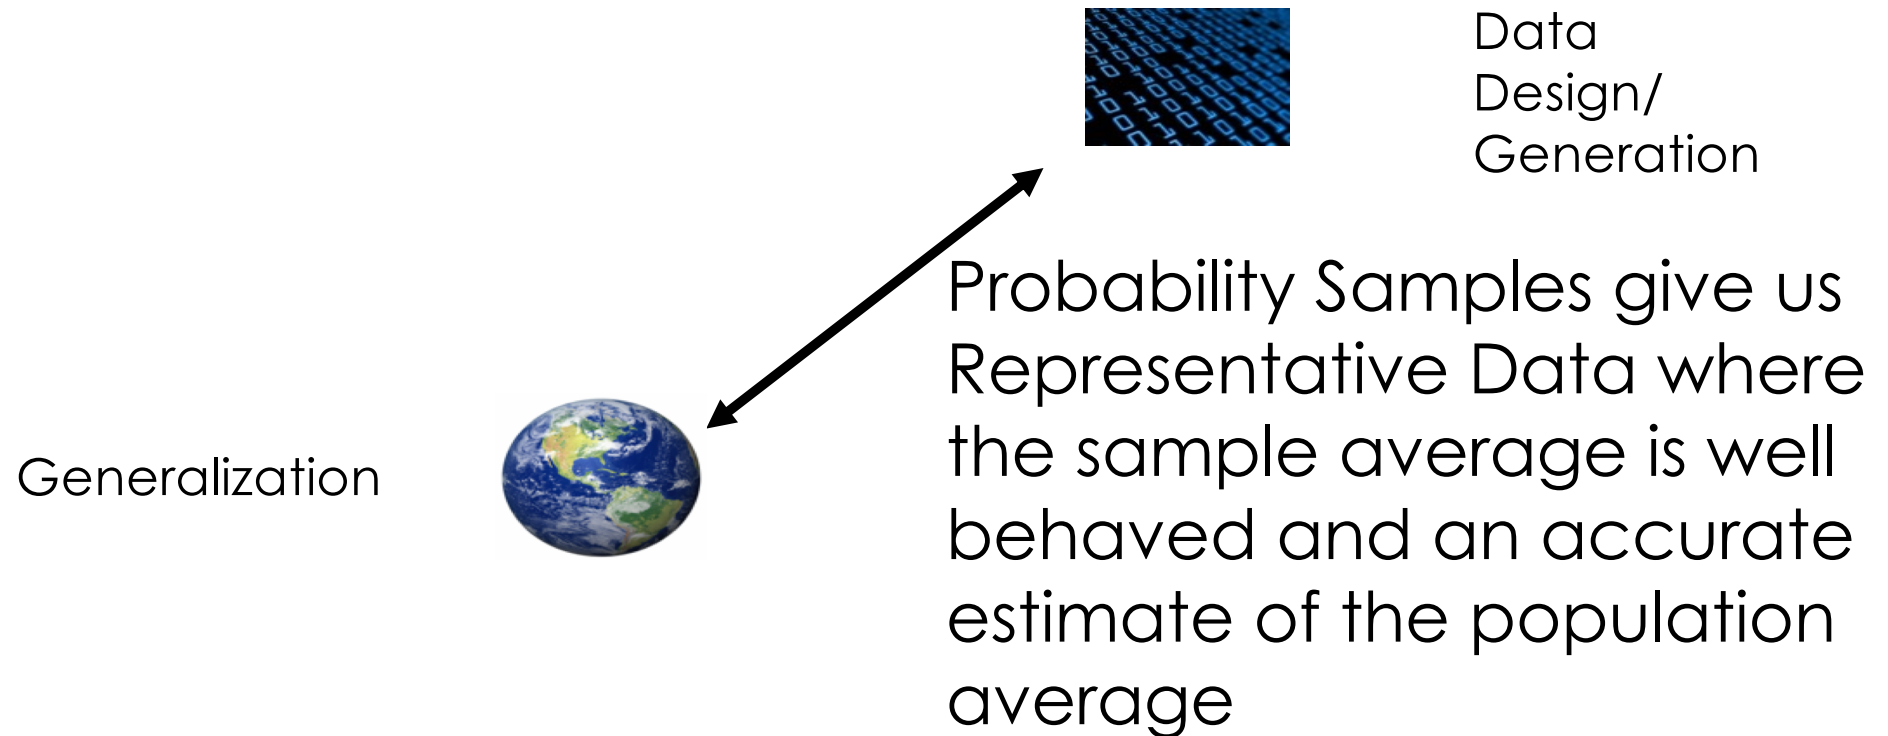 Data
Design/
Generation
Probability Samples give us
Representative Data where
the sample average is well
behaved and an accurate
estimate of the population
average
Generalization